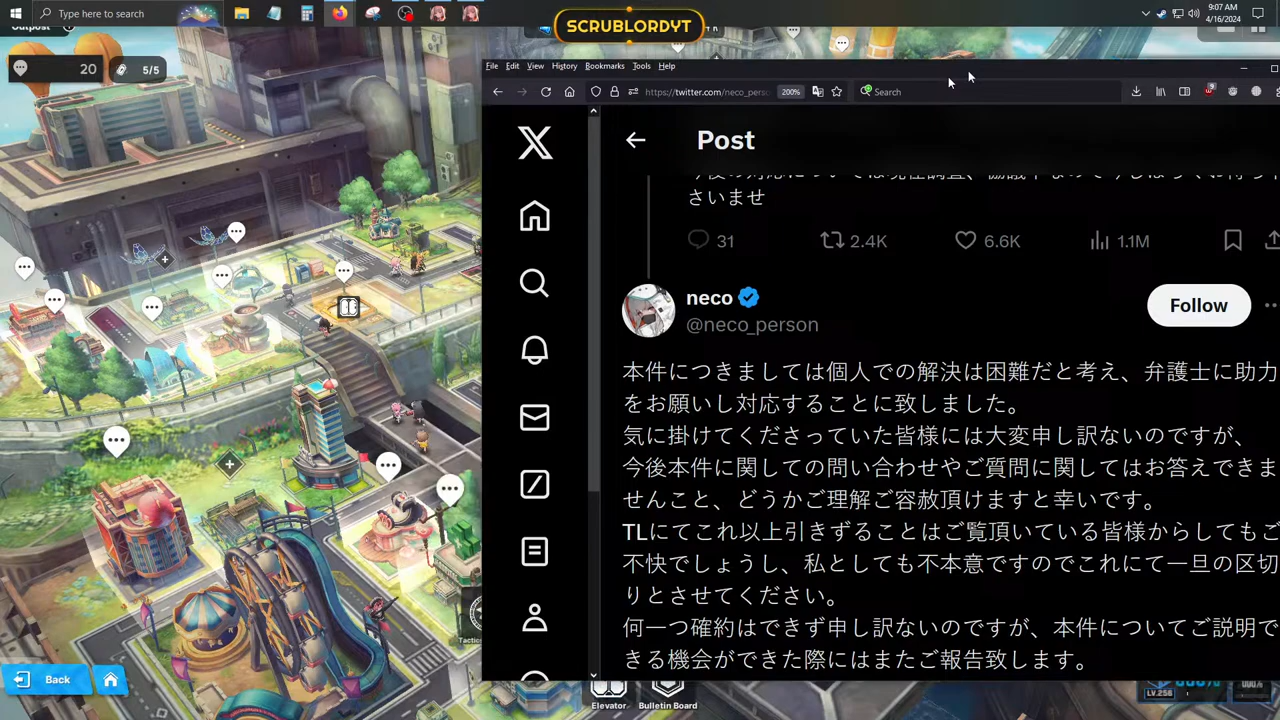 Type here to search
9:07 AM
4/16/2024
SCRUBLORDYT
Outpost
20
5/5
File Edit View History Bookmarks Tools Help
https://twitter.com/neco_perso
200%
Search
Post
さいませ
31
2.4K
6.6K
1.1M
neco
@neco_person
Follow
本件につきましては個人での解決は困難だと考え、弁護士に助力
をお願いし対応することに致しました。
気に掛けてくださっていた皆様には大変申し訳ないのですが、
今後本件に関しての問い合わせやご質問に関してはお答えできま
せんこと、どうかご理解ご容赦頂けますと幸いです。
TLにてこれ以上引きずることはご覧頂いている皆様からしてもご
不快でしょうし、私としても不本意ですのでこれにて一旦の区切
りとさせてください。
何一つ確約はできず申し訳ないのですが、本件についてご説明で
きる機会ができた際にはまたご報告致します。
Back
Elevator
Bulletin Board
LV.256